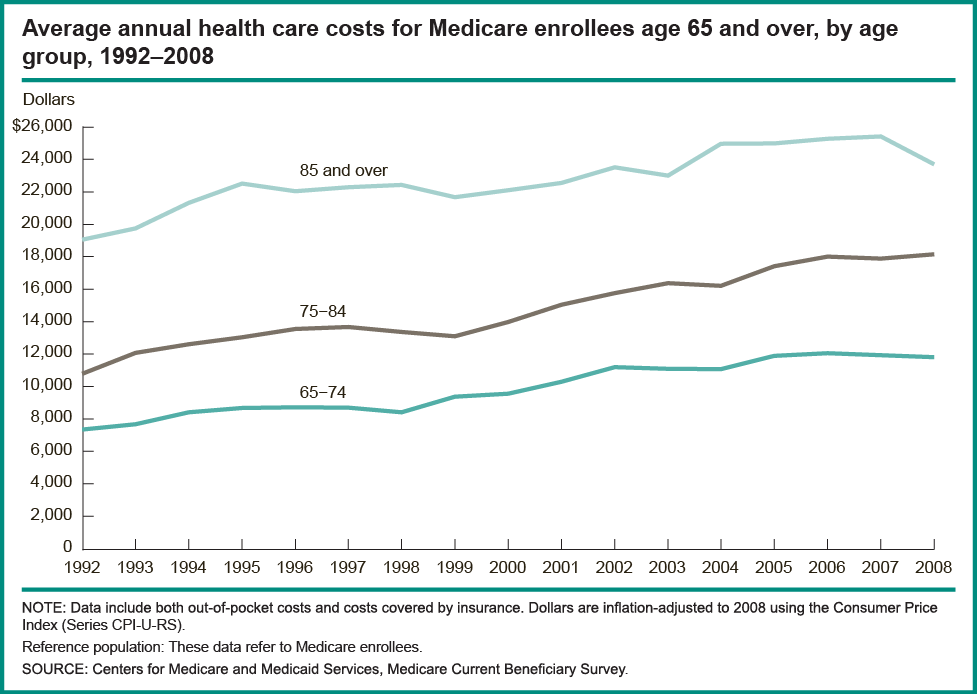 Average annual health care costs for Medicare enrollees age 65 and over, by age
group, 1992–2008
Dollars
$26,000
24,000
22,000
20,000
18,000
16,000
14,000
12,000
10,000
8,000
6,000
4,000
2,000
0
85 and over
75–84
65–74
1992 1993 1994 1995 1996 1997 1998 1999 2000 2001 2002 2003 2004 2005 2006 2007 2008
NOTE: Data include both out-of-pocket costs and costs covered by insurance. Dollars are inflation-adjusted to 2008 using the Consumer Price
Index (Series CPI-U-RS).
Reference population: These data refer to Medicare enrollees.
SOURCE: Centers for Medicare and Medicaid Services, Medicare Current Beneficiary Survey.